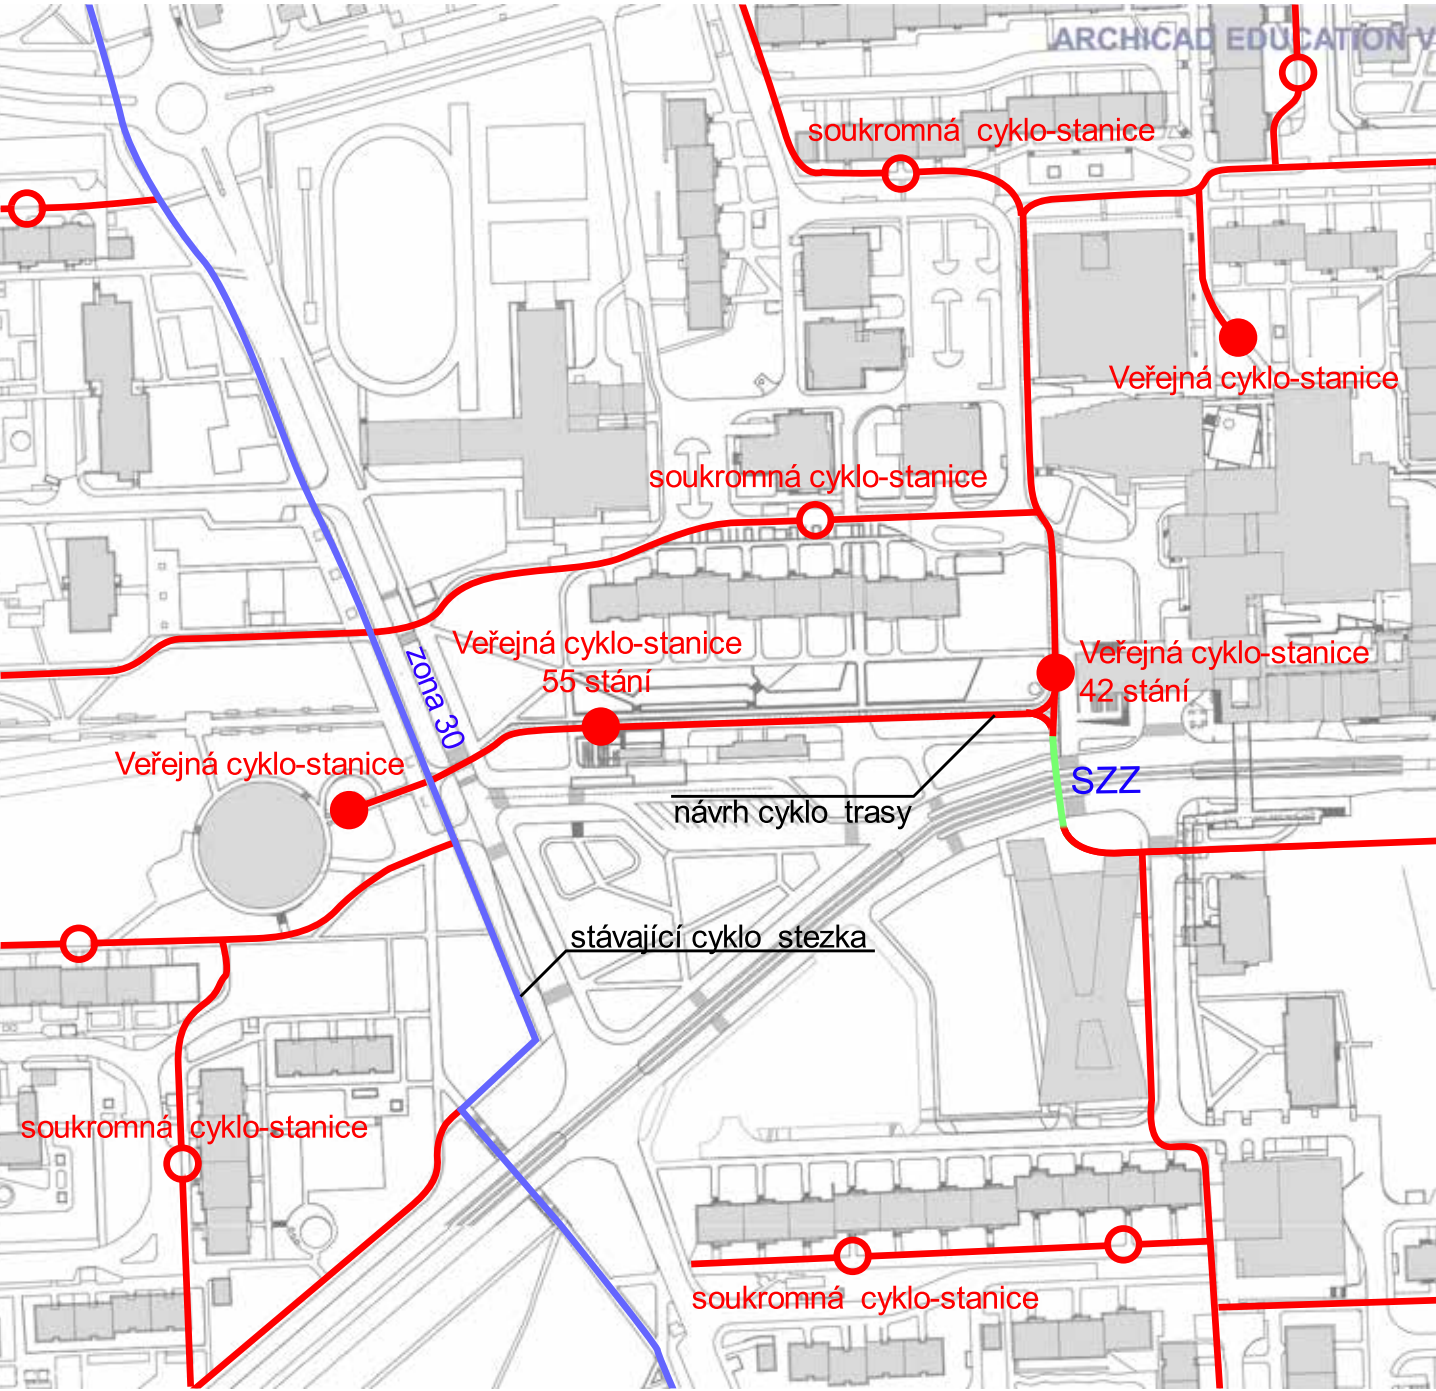 ARCHICAD EDUCATION V
soukromná cyklo-stanice
Veřejná cyklo-stanice
soukromná cyklo-stanice
Veřejná cyklo-stanice
55 stání
Veřejná cyklo-stanice
42 stání
zona 30
Veřejná cyklo-stanice
SZZ
návrh cyklo trasy
stávající cyklo stezka
soukromná cyklo-stanice
soukromná cyklo-stanice